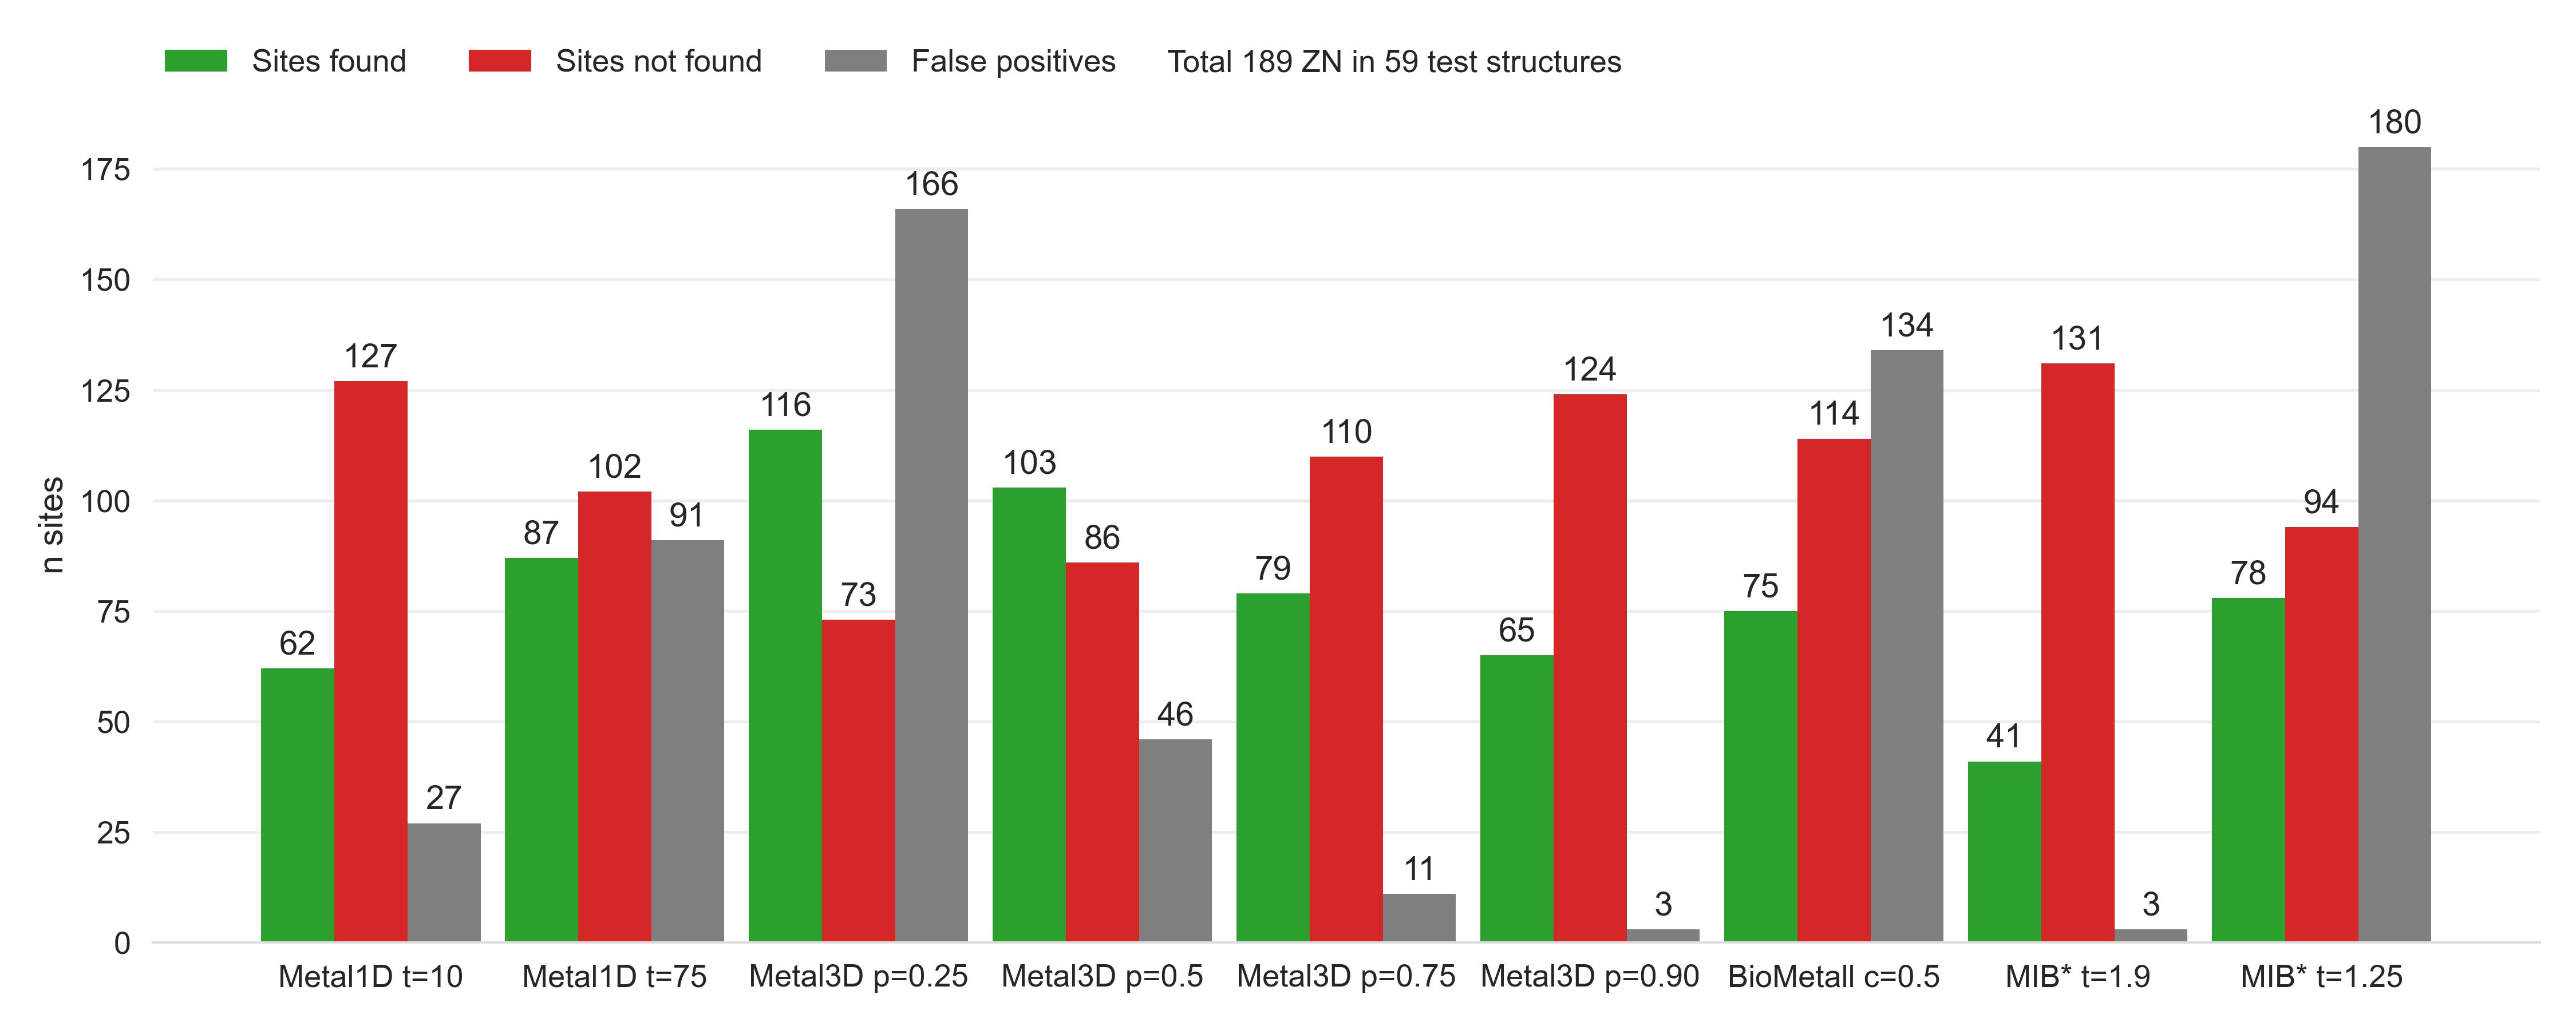 Sites found Sites not found False positives Total 189 ZN in 59 test structures
n sites
175
150
125
100
75
50
25
0
62 127 27
87 102 91
116 73 166
103 86 46
79 110 11
65 124 3
75 114 134
41 131 3
78 94 180
Metal1D t=10 Metal1D t=75 Metal3D p=0.25 Metal3D p=0.5 Metal3D p=0.75 Metal3D p=0.90 BioMetall c=0.5 MIB* t=1.9 MIB* t=1.25